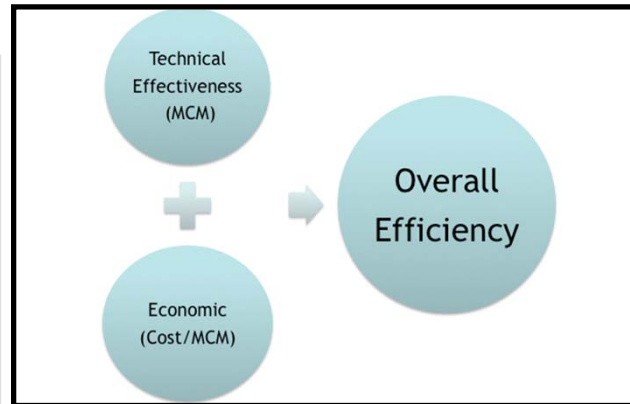 Technical
Effectiveness
(MCM)
Economic
(Cost/MCM)
Overall
Efficiency